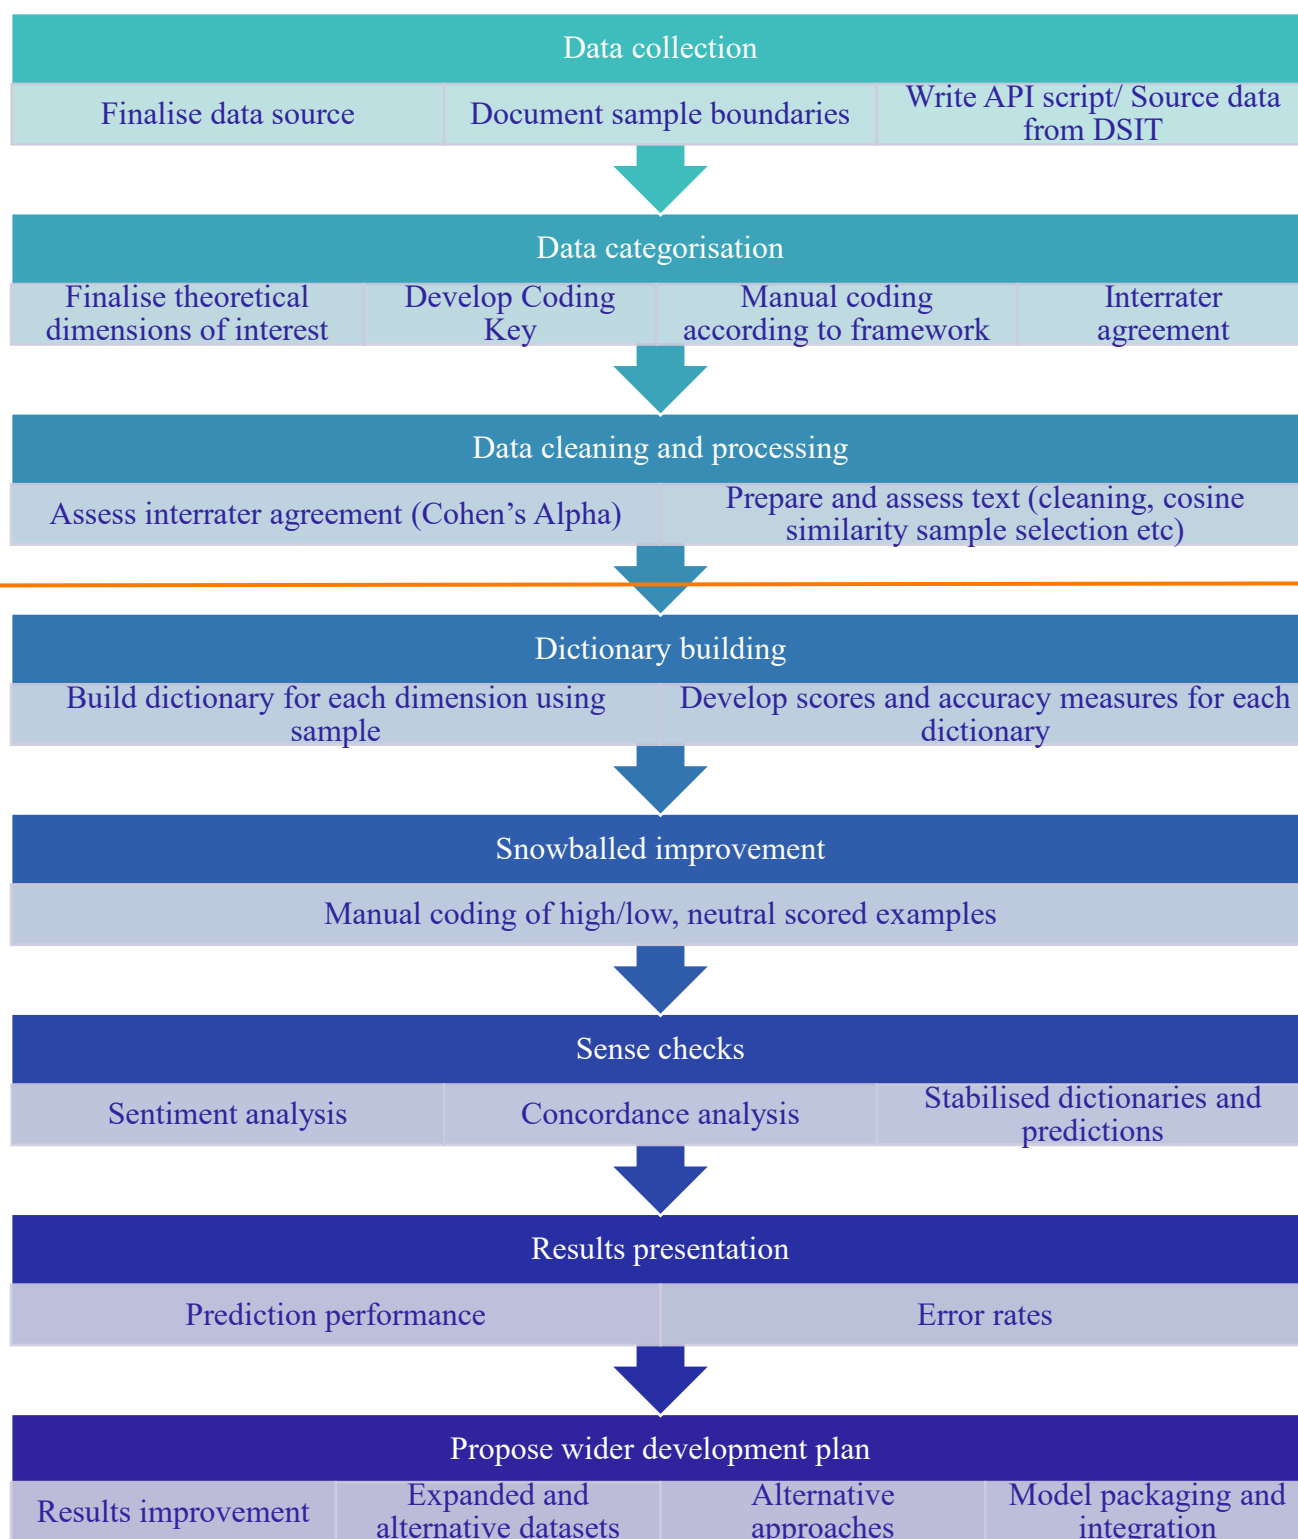 Data collection
Finalise data source
Document sample boundaries
Write API script/ Source data
from DSIT
Data categorisation
Finalise theoretical
dimensions of interest
Develop Coding
Key
Manual coding
according to framework
Interrater
agreement
Data cleaning and processing
Assess interrater agreement (Cohen's Alpha)
Prepare and assess text (cleaning, cosine
similarity sample selection etc)
Dictionary building
Build dictionary for each dimension using
sample
Develop scores and accuracy measures for each
dictionary
Snowballed improvement
Manual coding of high/low, neutral scored examples
Sense checks
Sentiment analysis
Concordance analysis
Stabilised dictionaries and
predictions
Results presentation
Prediction performance
Error rates
Propose wider development plan
Results improvement
Expanded and
alternative datasets
Alternative
approaches
Model packaging and
integration